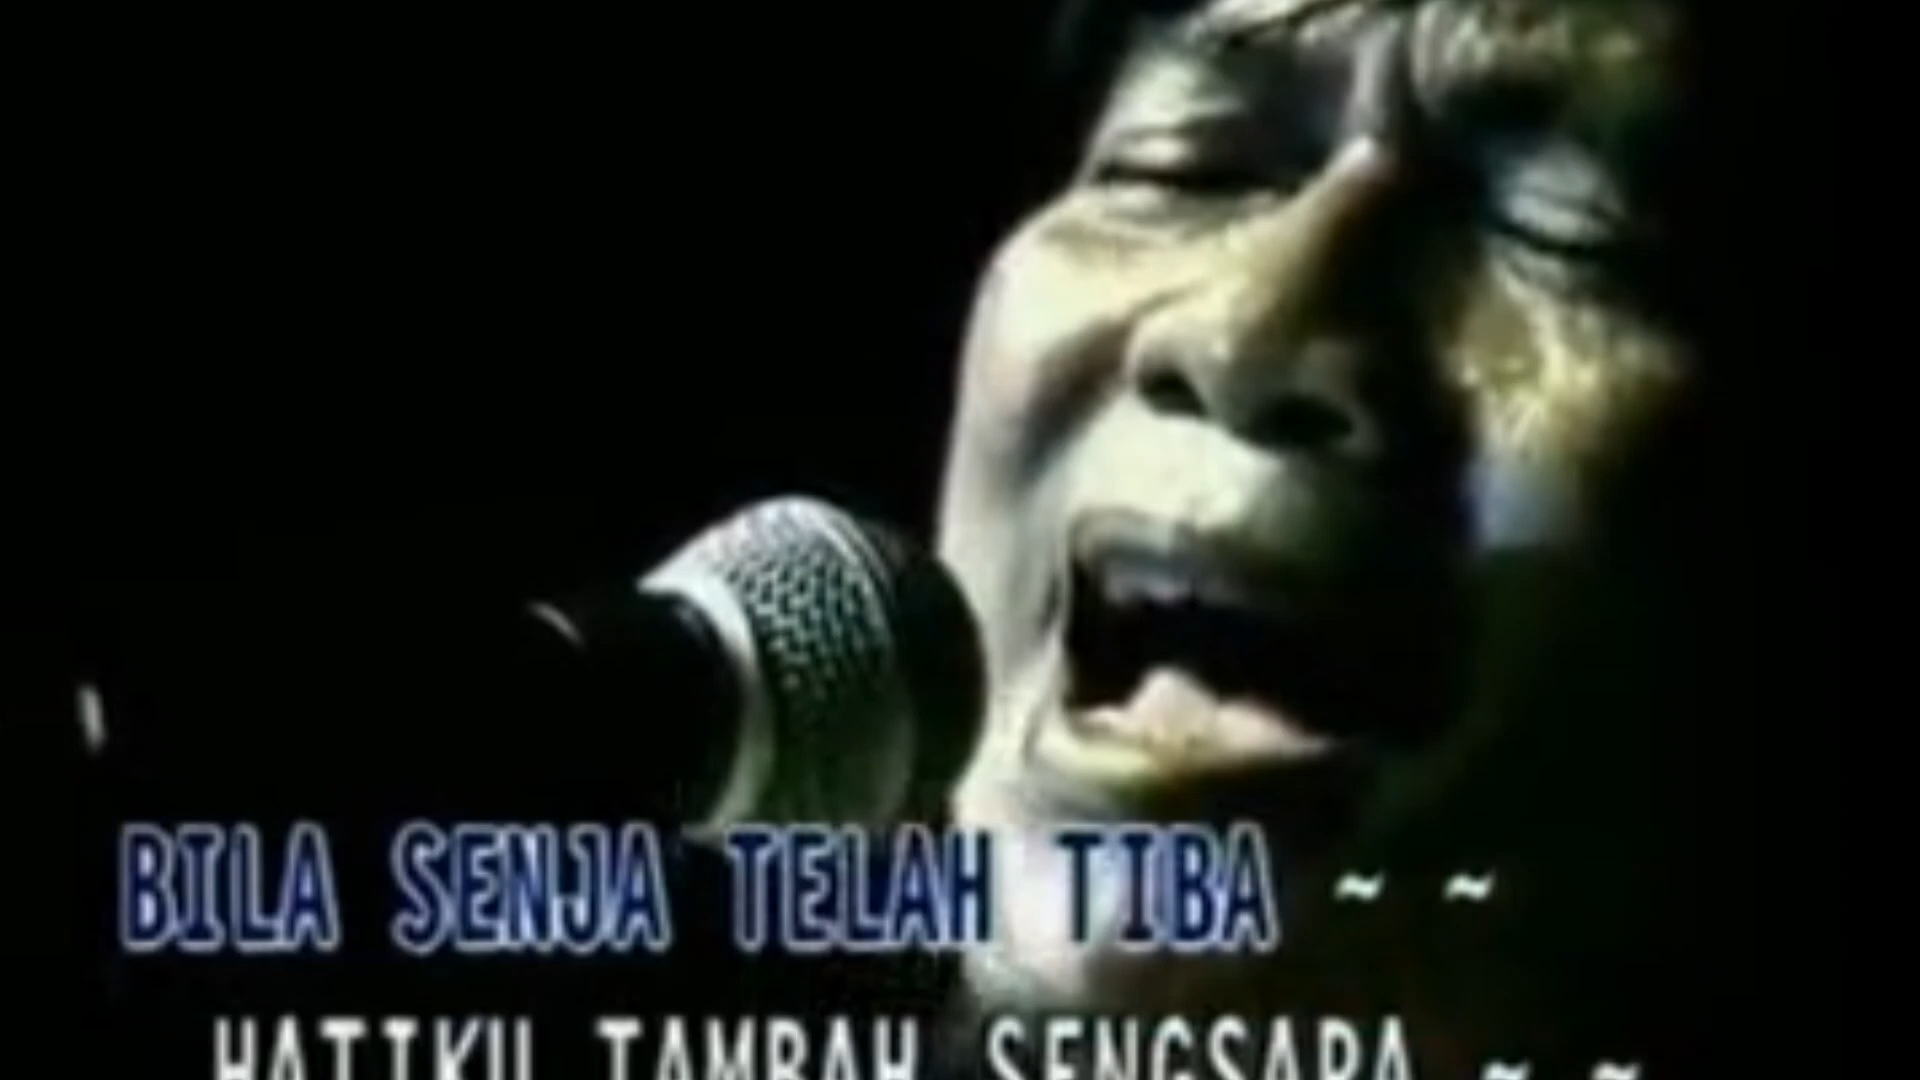 BILA SENJA TELAH TIBA ~ ~
HATIKU TAMBAH SENGSARA ~ ~